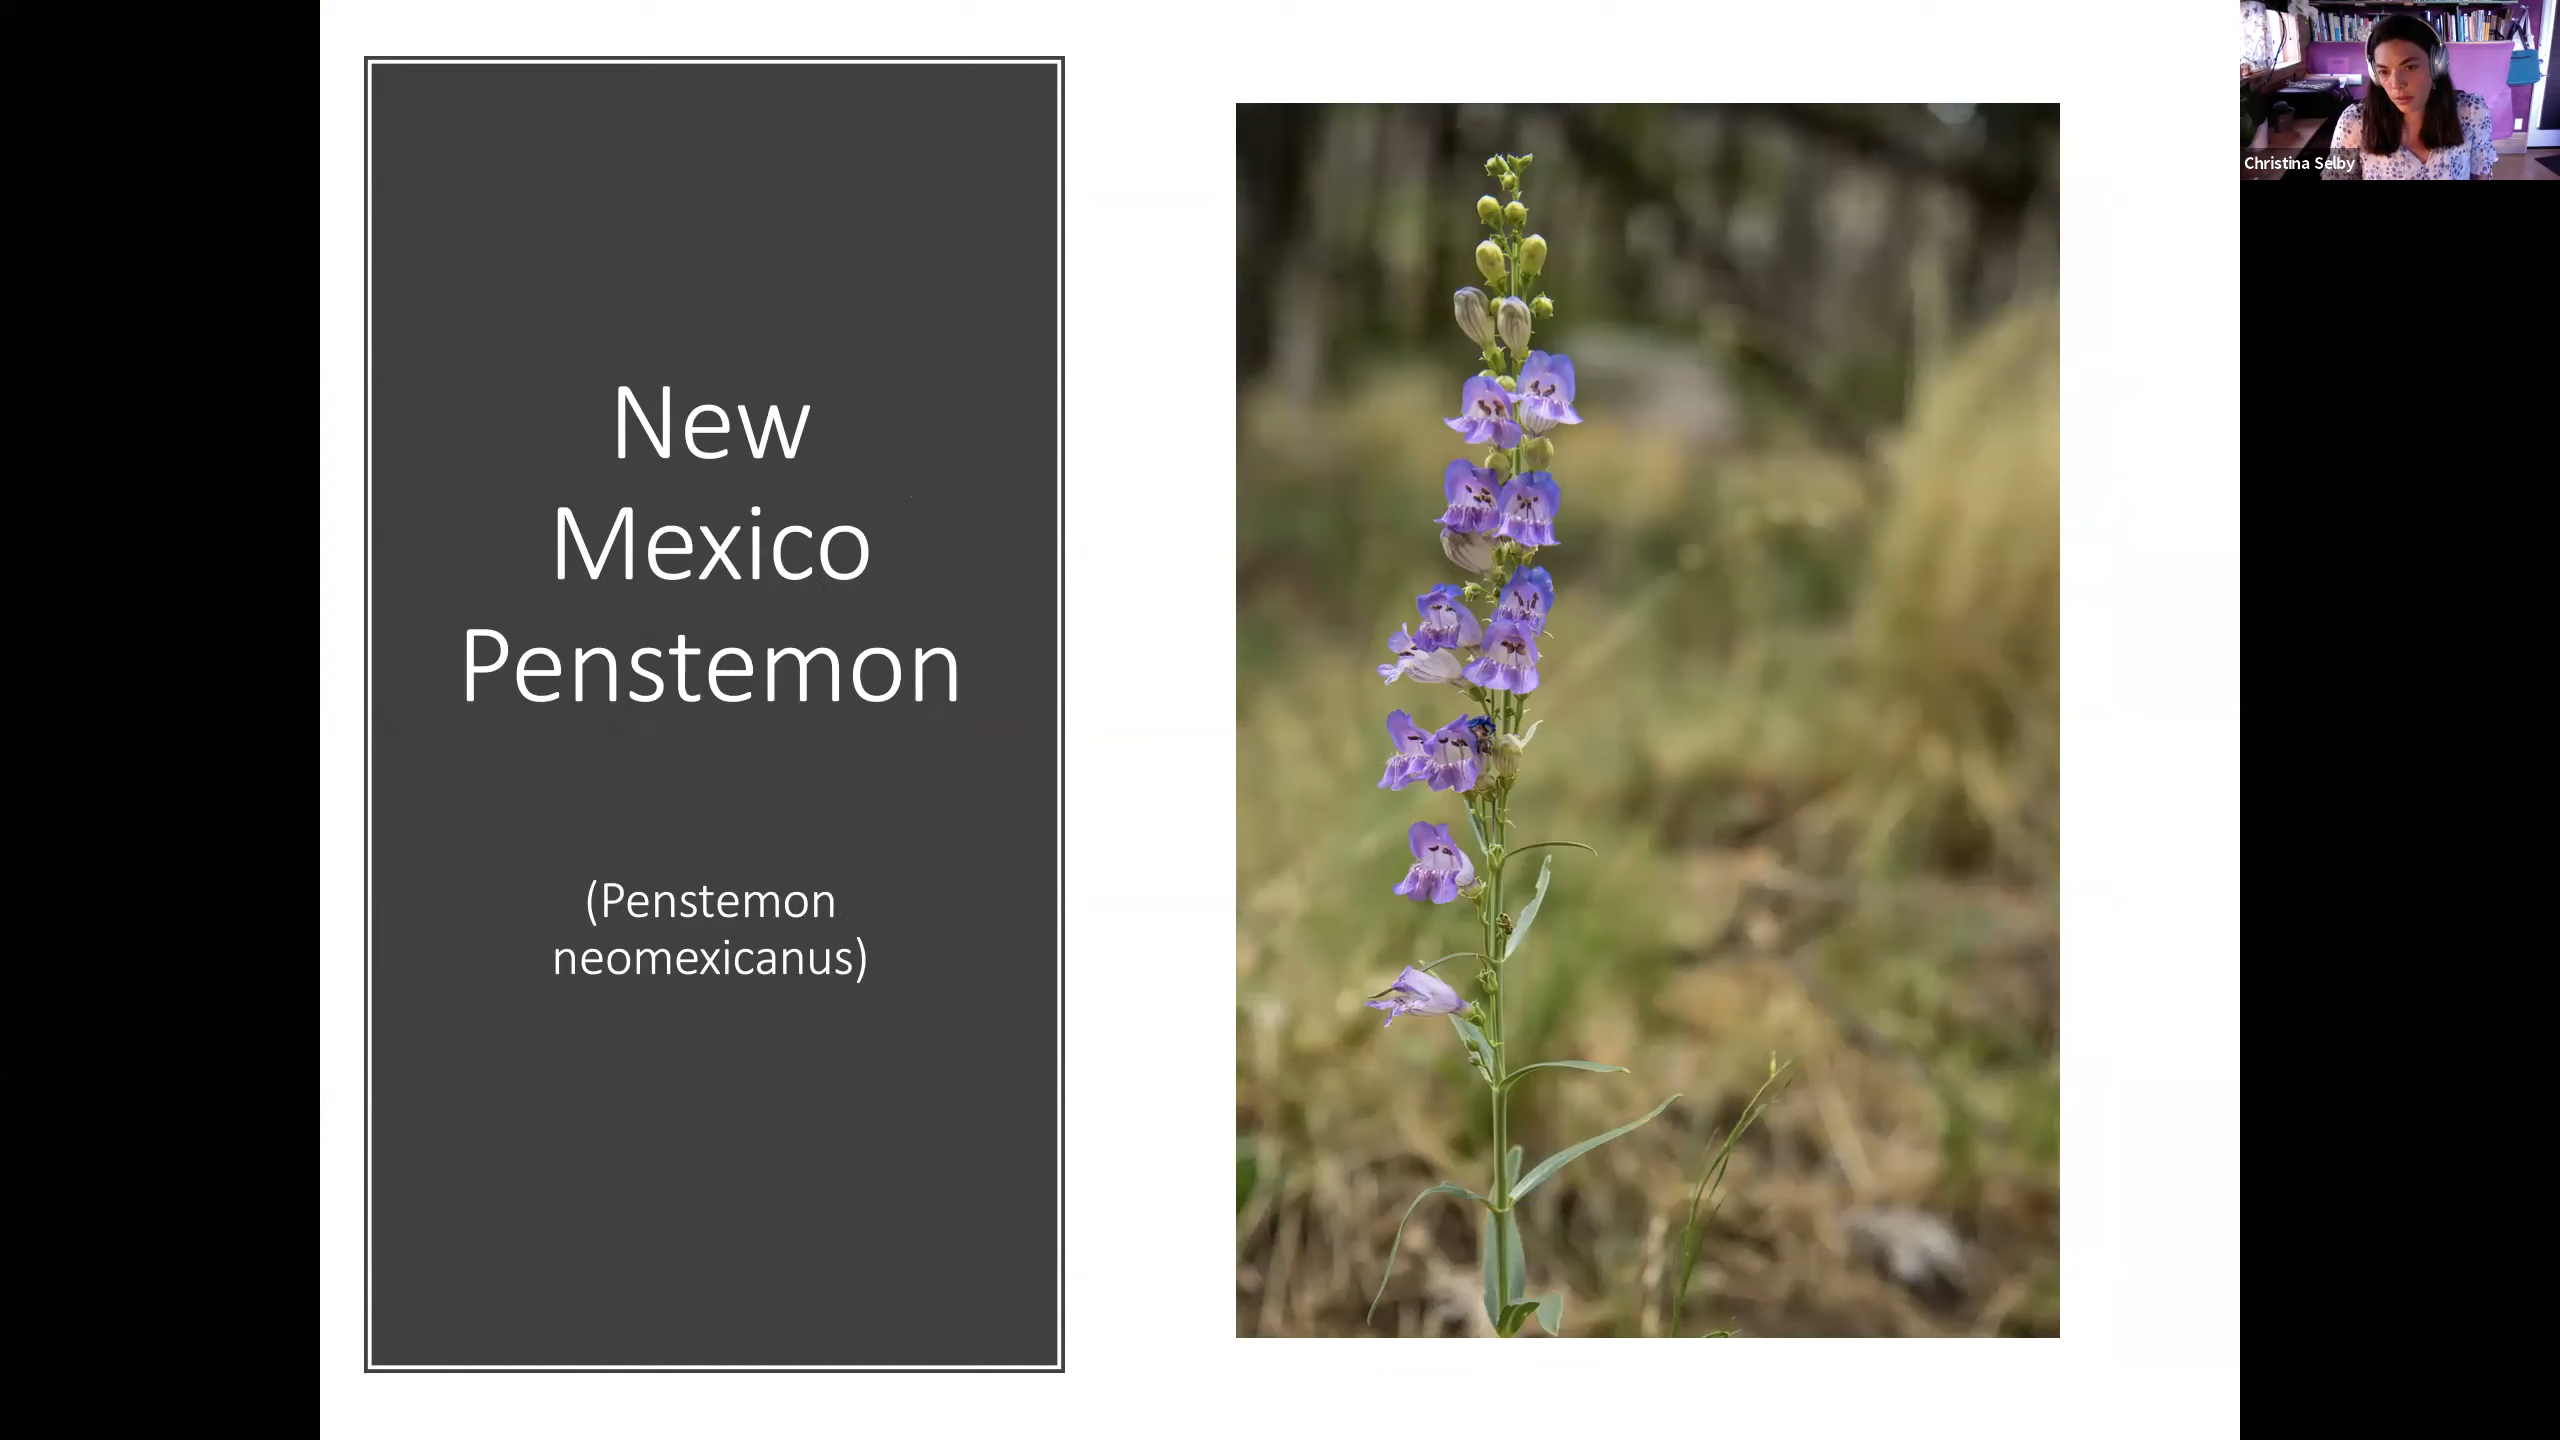 New
Mexico
Penstemon
(Penstemon
neomexicanus)
Christina Selby